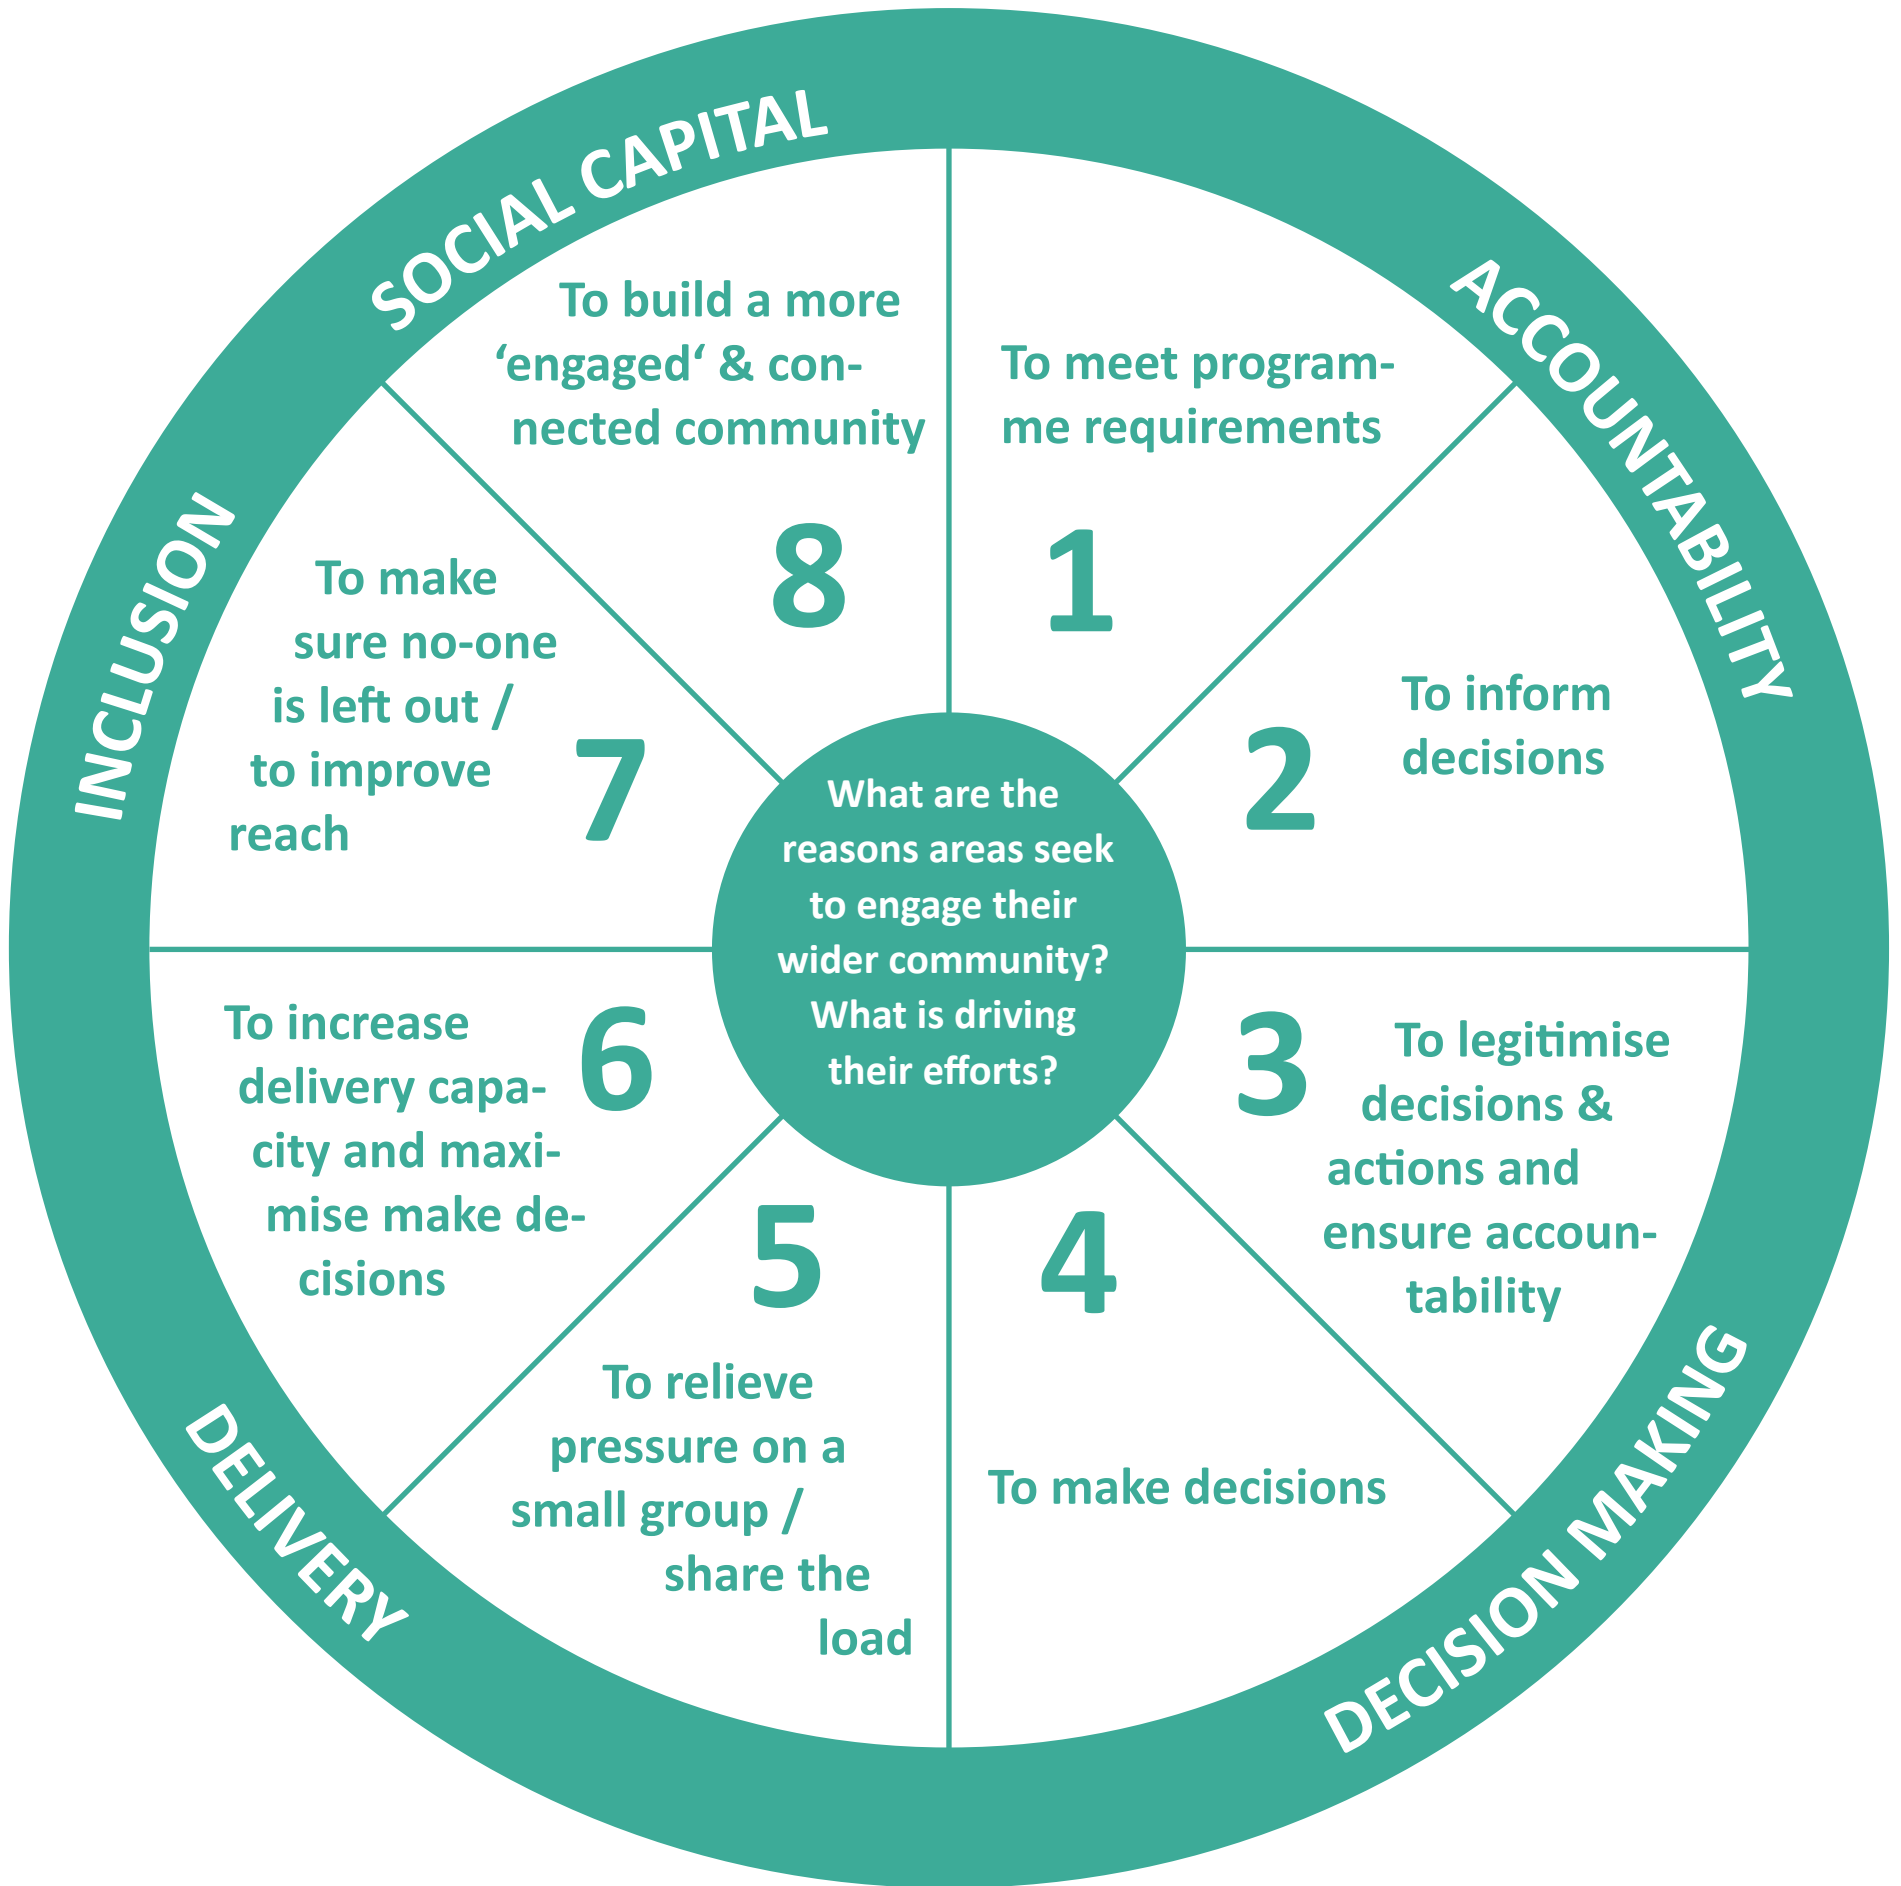 SOCIAL CAPITAL
ACCOUNTABILITY
INCLUSION
DELIVERY
DECISION MAKING
What are the
reasons areas seek
to engage their
wider community?
What is driving
their efforts?
1
To meet program-
me requirements
2
To inform
decisions
3
To legitimise
decisions &
actions and
ensure accoun-
tability
4
To make decisions
5
To relieve
pressure on a
small group /
share the
load
6
To increase
delivery capa-
city and maxi-
mise make de-
cisions
7
To make
sure no-one
is left out /
to improve
reach
8
To build a more
‘engaged‘ & con-
nected community